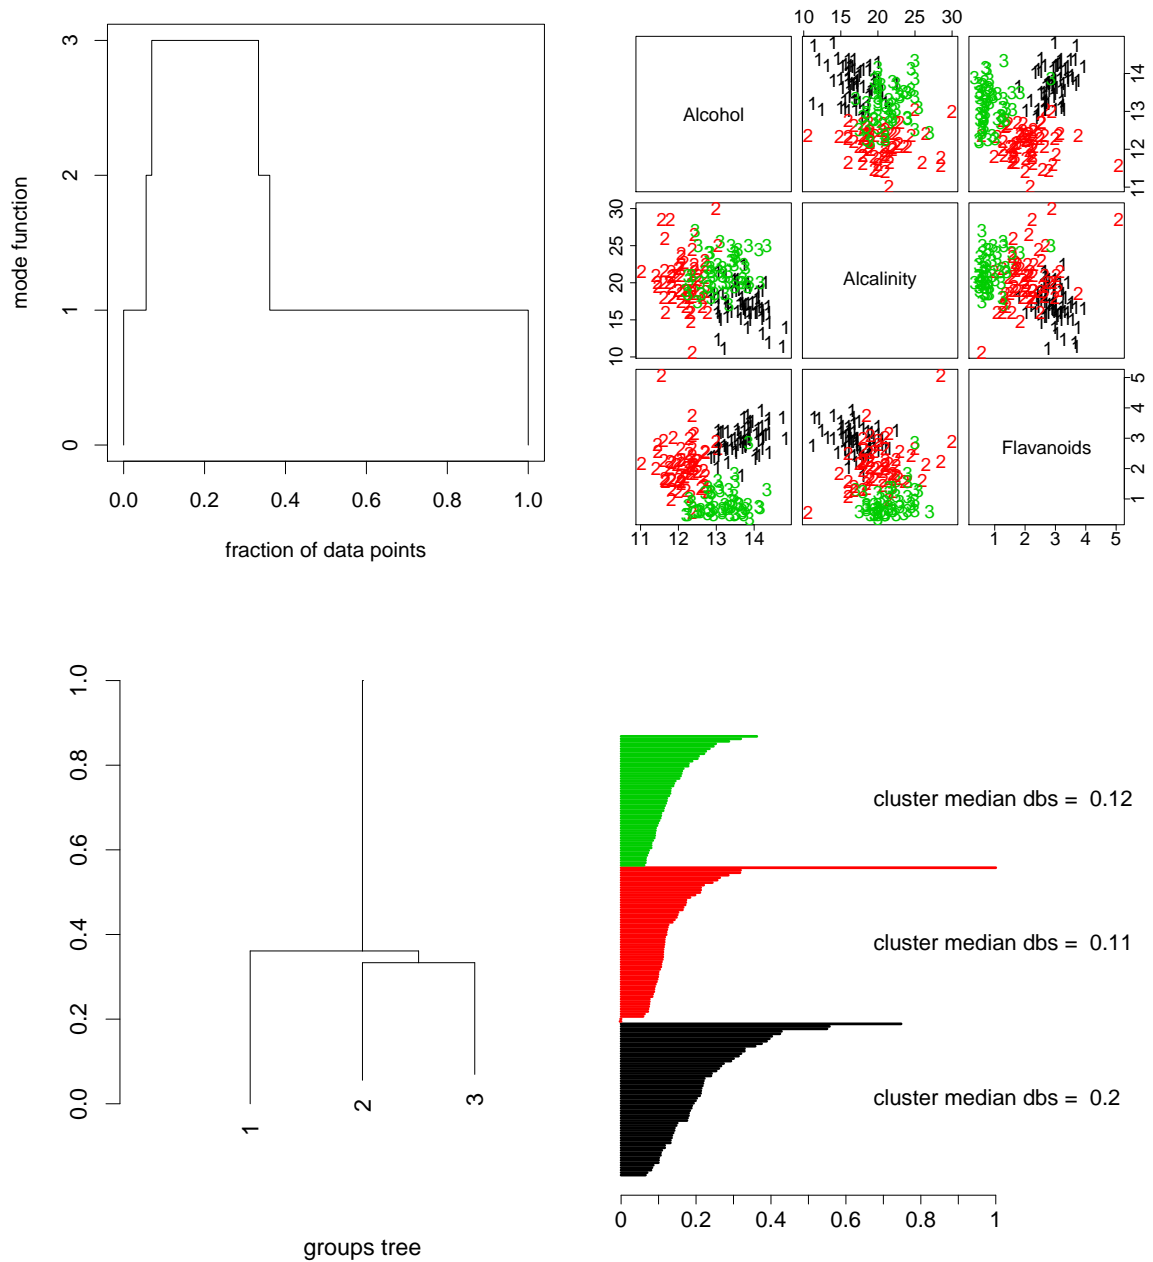 3
2
1
0
mode function
0.0 0.2 0.4 0.6 0.8 1.0
fraction of data points
10 15 20 25 30
Alcohol
14
13
12
11
30
25
20
15
10
Alcalinity
Flavanoids
5
4
3
2
1
11 12 13 14
1 2 3 4 5
1.0
0.8
0.6
0.4
0.2
0.0
1
2
3
groups tree
cluster median dbs = 0.12
cluster median dbs = 0.11
cluster median dbs = 0.2
0 0.2 0.4 0.6 0.8 1